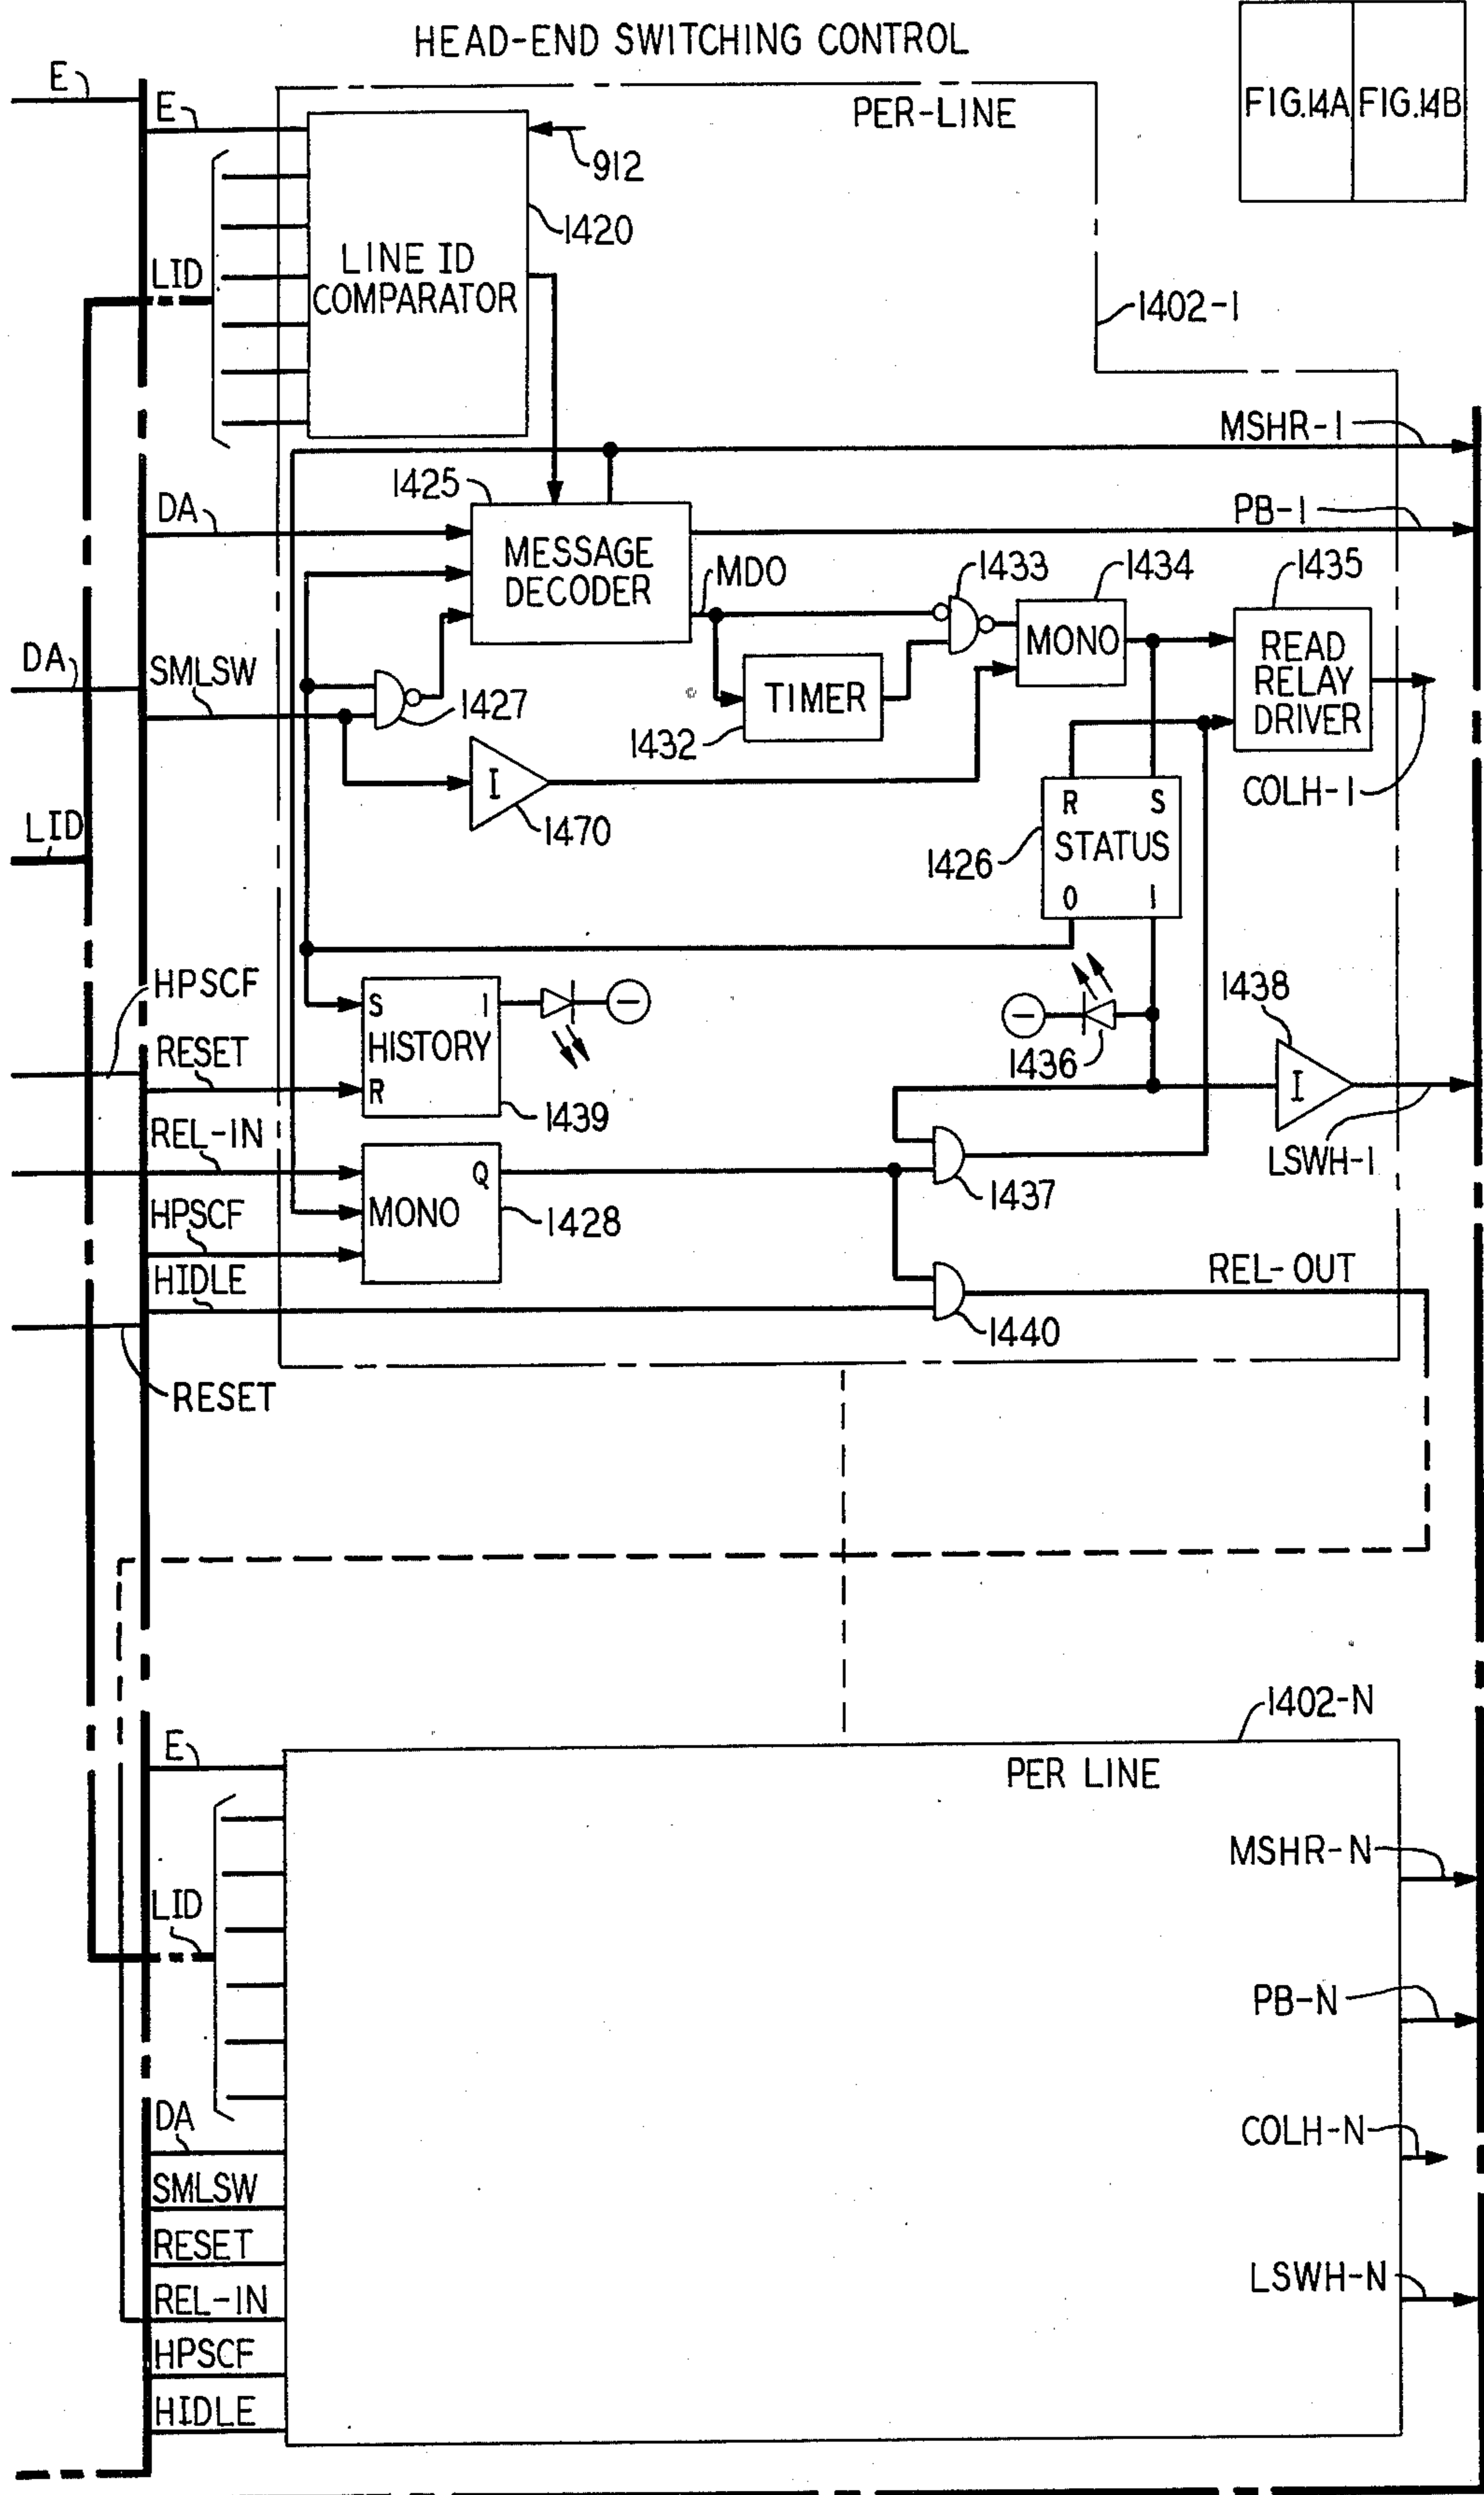 HEAD-END SWITCHING CONTROL
FIG.14A FIG.14B
E
E
PER-LINE
912
1420
LID
LINE ID
COMPARATOR
1402-1
MSHR-1
1425
DA
PB-1
MESSAGE
DECODER
MDO
1433
1434
1435
MONO
READ
RELAY
DRIVER
DA
SMLSW
TIMER
1427
1432
I
COLH-1
1470
R S
STATUS
0 1
1426
LID
HPSCF
S 1
HISTORY
R
−
−
1438
RESET
1436
I
1439
REL-IN
LSWH-1
Q
MONO
1437
HPSCF
1428
HIDLE
REL-OUT
1440
RESET
1402-N
E
PER LINE
MSHR-N
LID
PB-N
DA
COLH-N
SMLSW
RESET
LSWH-N
REL-IN
HPSCF
HIDLE